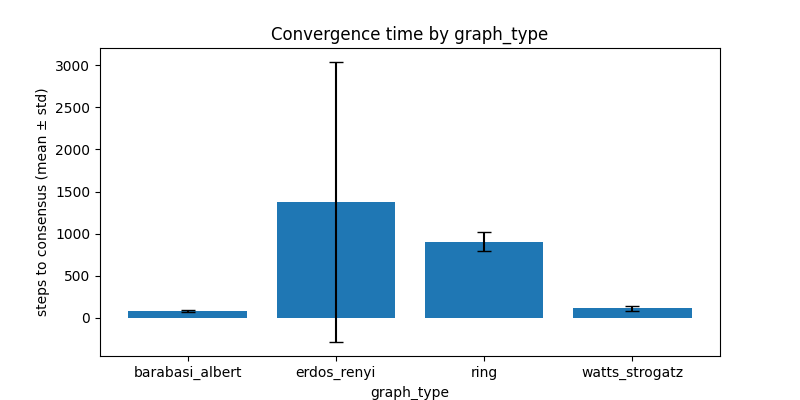 Convergence time by graph_type
steps to consensus (mean ± std)
3000
2500
2000
1500
1000
500
0
barabasi_albert erdos_renyi ring watts_strogatz
graph_type